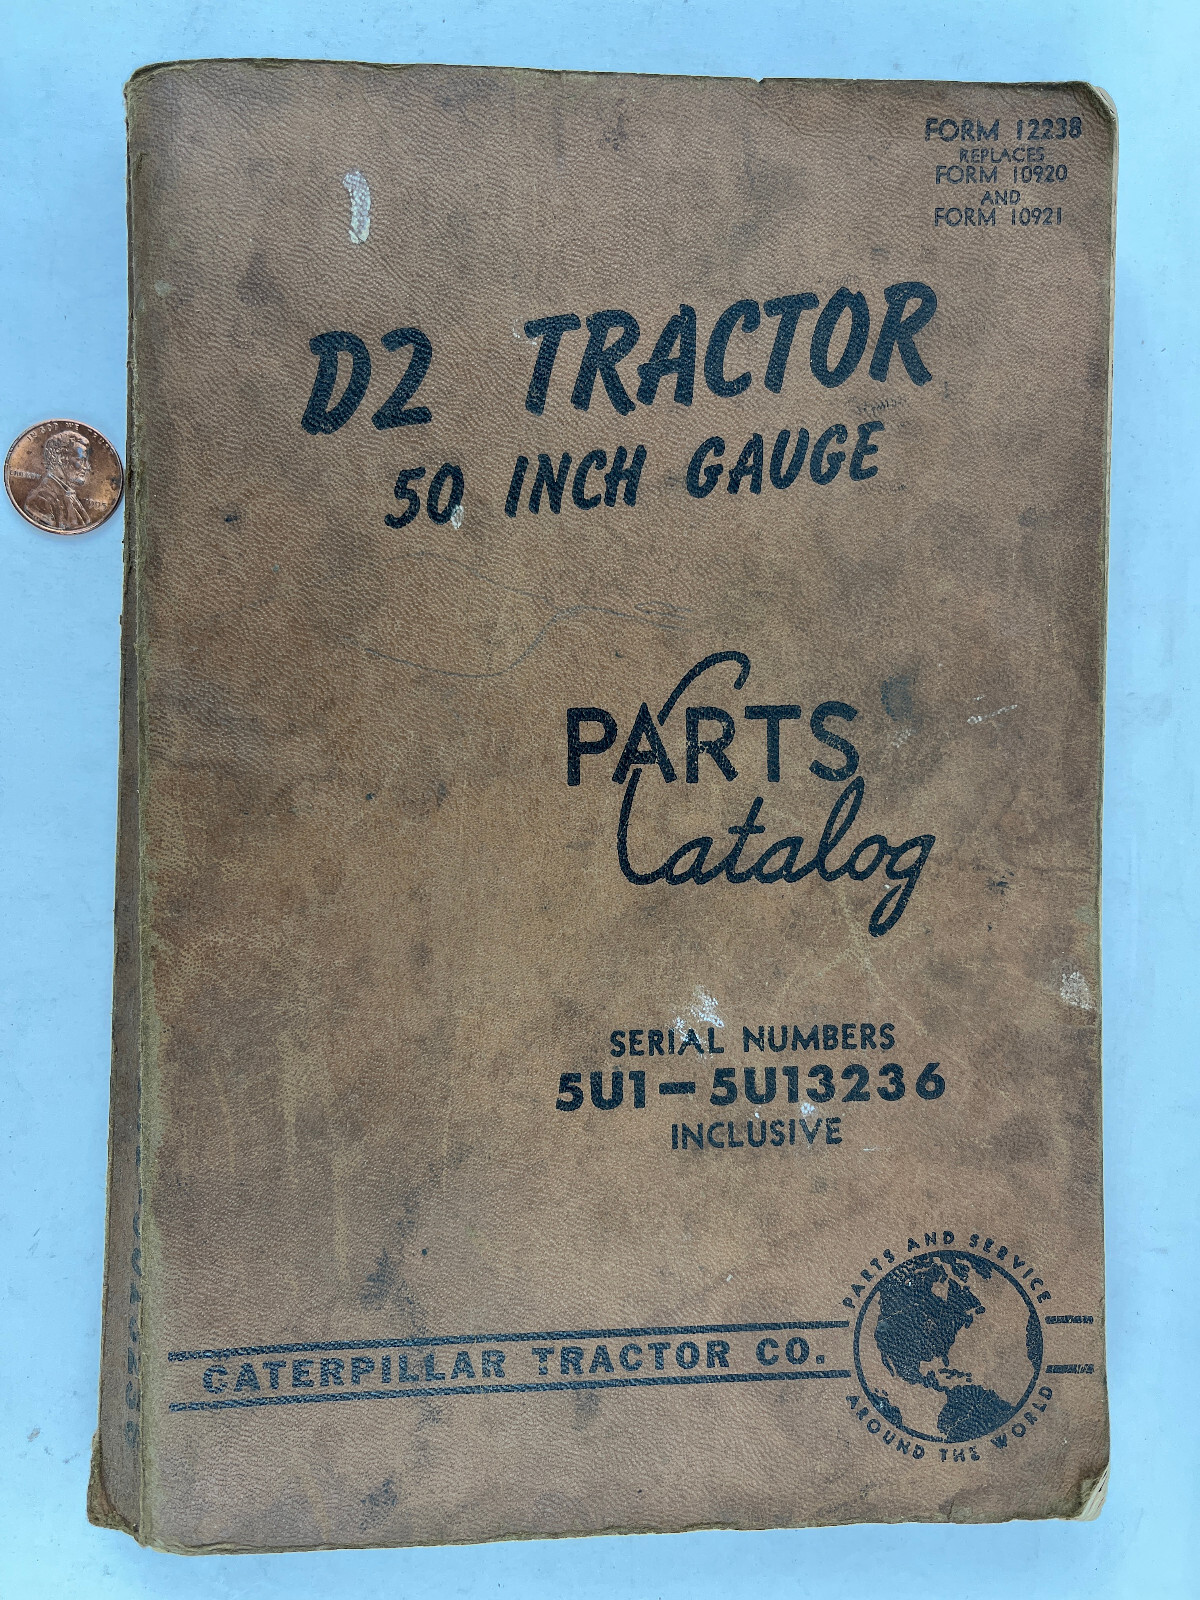 FORM 12238
REPLACES
FORM 10920
AND
FORM 10921
D2 TRACTOR
50 INCH GAUGE
PARTS
Catalog
SERIAL NUMBERS
5U1—5U13236
INCLUSIVE
PARTS AND SERVICE
CATERPILLAR TRACTOR CO.
AROUND THE WORLD